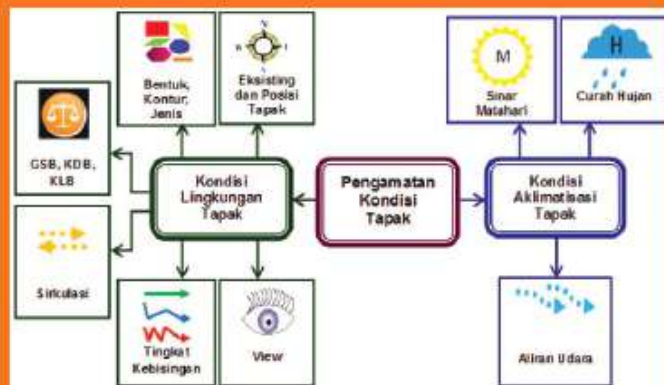 Bentuk,
Kontur,
Jenis
Eksisting
dan Posisi
Tapak
M
Sinar
Matahari
H
Curah Hujan
GSB, KDB,
KLB
Kondisi
Lingkungan
Tapak
Pengamatan
Kondisi
Tapak
Kondisi
Aklimatisasi
Tapak
Sirkulasi
Tingkat
Kebisingan
View
Aliran Udara